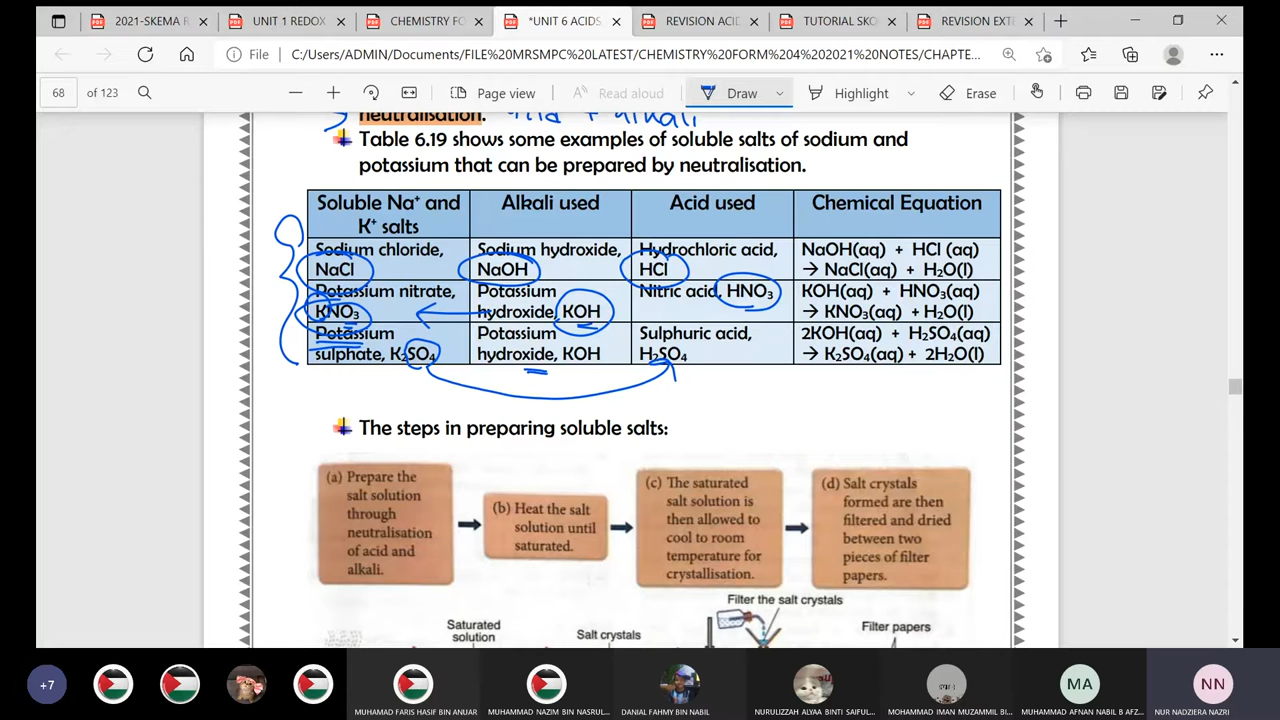 2021-SKEMA R
UNIT 1 REDOX
CHEMISTRY FO
*UNIT 6 ACIDS
REVISION ACID
TUTORIAL SKO
REVISION EXT
File
C:/Users/ADMIN/Documents/FILE%20MRSMPC%20LATEST/CHEMISTRY%20FORM%204%202021%20NOTES/CHAPTE...
68 of 123
Page view
Read aloud
Draw
Highlight
Erase
neutralisation. acid + alkali
Table 6.19 shows some examples of soluble salts of sodium and
potassium that can be prepared by neutralisation.
Soluble Na⁺ and
K⁺ salts
Alkali used
Acid used
Chemical Equation
Sodium chloride,
NaCl
Sodium hydroxide,
NaOH
Hydrochloric acid,
HCl
NaOH(aq) + HCl (aq)
→ NaCl(aq) + H₂O(l)
Potassium nitrate,
KNO₃
Potassium
hydroxide, KOH
Nitric acid, HNO₃
KOH(aq) + HNO₃(aq)
→ KNO₃(aq) + H₂O(l)
Potassium
sulphate, K₂SO₄
Potassium
hydroxide, KOH
Sulphuric acid,
H₂SO₄
2KOH(aq) + H₂SO₄(aq)
→ K₂SO₄(aq) + 2H₂O(l)
The steps in preparing soluble salts:
(a) Prepare the
salt solution
through
neutralisation
of acid and
alkali.
(b) Heat the salt
solution until
saturated.
(c) The saturated
salt solution is
then allowed to
cool to room
temperature for
crystallisation.
(d) Salt crystals
formed are then
filtered and dried
between two
pieces of filter
papers.
Filter the salt crystals
Saturated
solution
Salt crystals
Filter papers
+7
MUHAMAD FARIS HASIF BIN ANUAR
MUHAMMAD NAZIM BIN NASRUL...
DANIAL FAHMY BIN NABIL
NURULIZZAH ALYAA BINTI SAIFUL...
MOHAMMAD IMAN MUZAMMIL BI...
MA
MUHAMMAD AFNAN NABIL B AFZ...
NN
NUR NADZIERA NAZRI